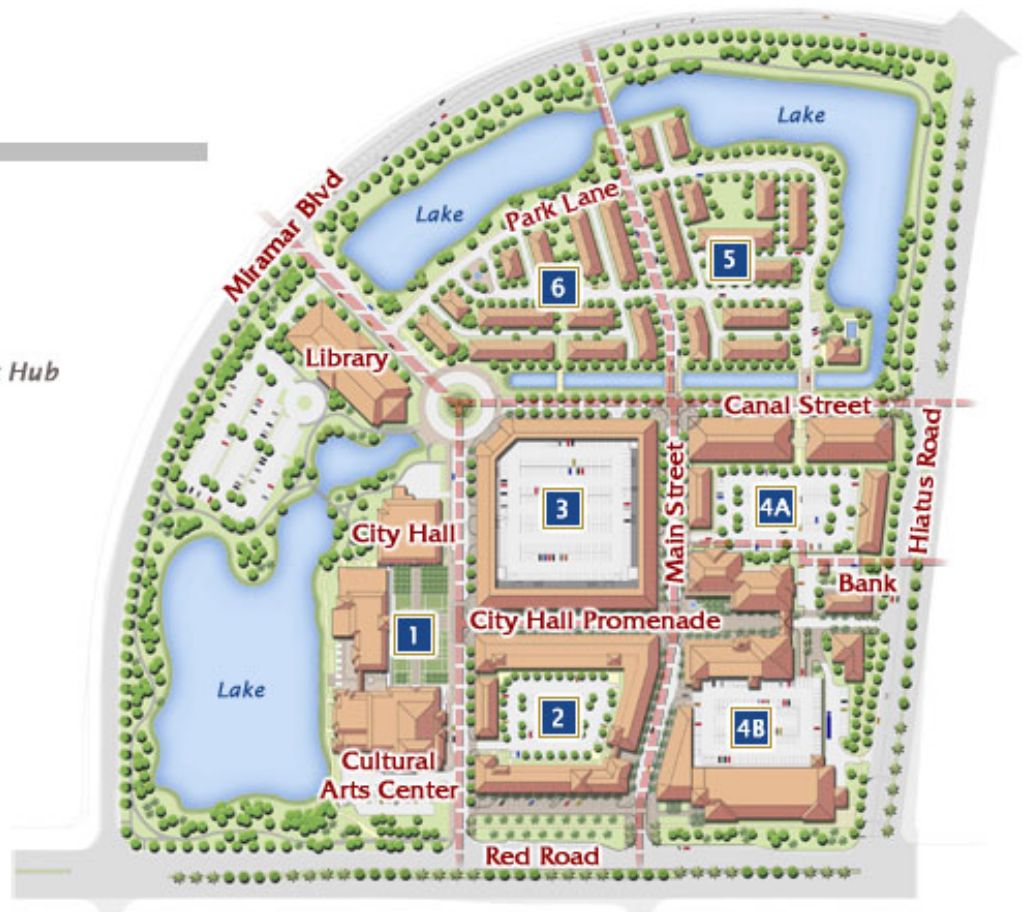 Lake
Lake
Park Lane
Miramar Blvd
5
6
Library
Hub
Canal Street
Main Street
Hiatus Road
3
4A
City Hall
Bank
City Hall Promenade
1
Lake
2
4B
Cultural
Arts Center
Red Road